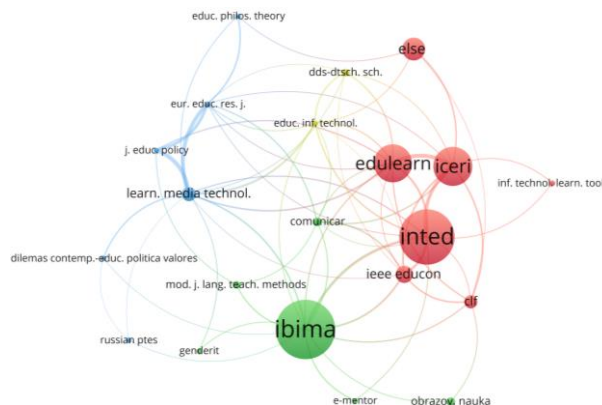 educ. philos. theory
else
dds-dtsch. sch.
eur. educ. res. j.
educ. inf. technol.
j. educ. policy
edulearn
iceri
inf. technol. learn. tool
learn. media technol.
comunicar
inted
dilemas contemp.-educ. politica valores
ieee educon
mod. j. lang. teach. methods
clf
ibima
russian ptes
genderit
e-mentor
obrazov. nauka